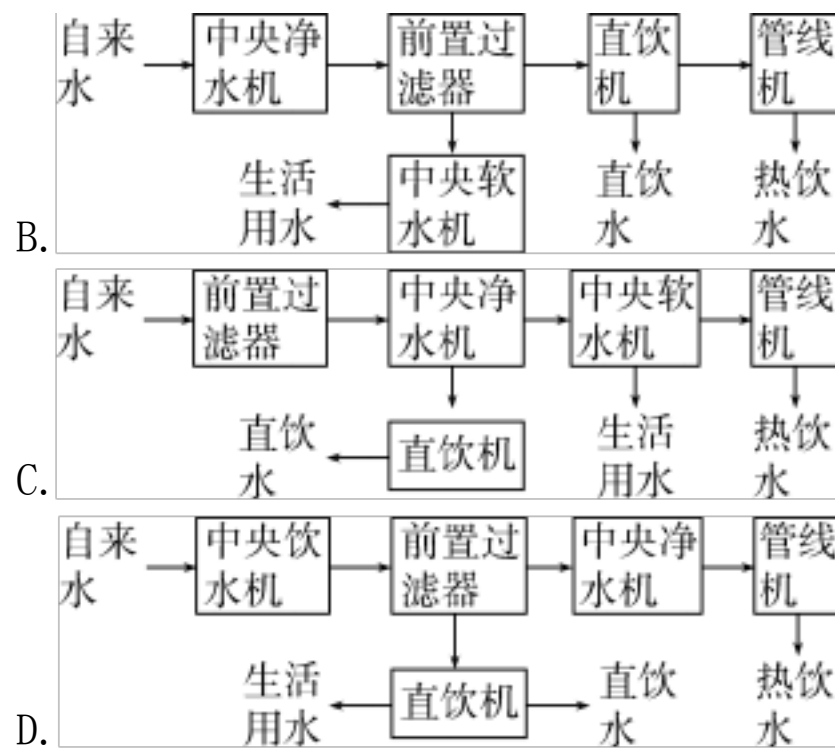 自来 中央净 前置过 直饮 管线
水 水机 滤器 机 机
生活 中央软 直饮 热饮
B. 用水 水机 水 水
自来 前置过 中央净 中央软 管线
水 滤器 水机 水机 机
直饮 直饮机 生活 热饮
C. 水 用水 水
自来 中央饮 前置过 中央净 管线
水 水机 滤器 水机 机
生活 直饮机 直饮 热饮
D. 用水 水 水